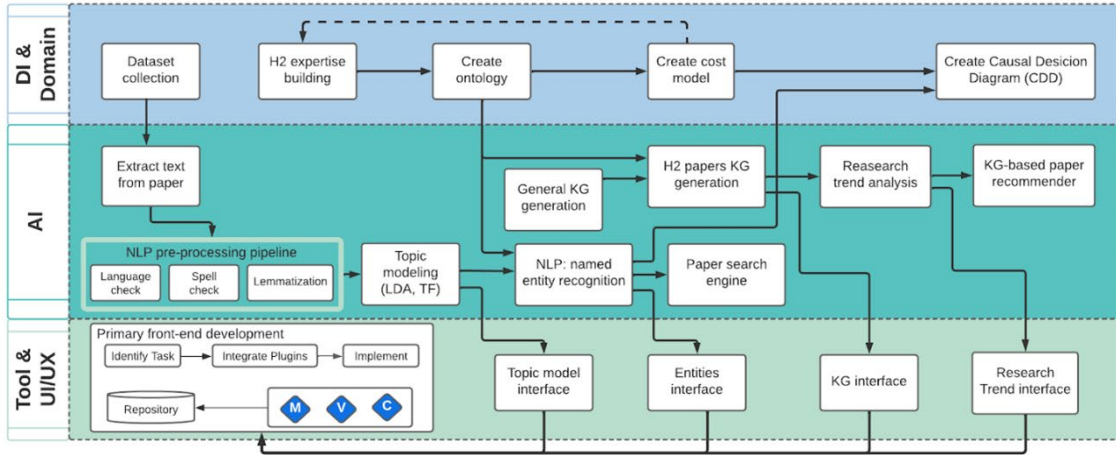 DI &
Domain
Dataset
collection
H2 expertise
building
Create
ontology
Create cost
model
Create Causal Desicion
Diagram (CDD)
AI
Extract text
from paper
General KG
generation
H2 papers KG
generation
Reasearch
trend analysis
KG-based paper
recommender
NLP pre-processing pipeline
Language
check
Spell
check
Lemmatization
Topic
modeling
(LDA, TF)
NLP: named
entity recognition
Paper search
engine
Tool &
UI/UX
Primary front-end development
Identify Task
Integrate Plugins
Implement
Repository
M
V
C
Topic model
interface
Entities
interface
KG interface
Research
Trend interface